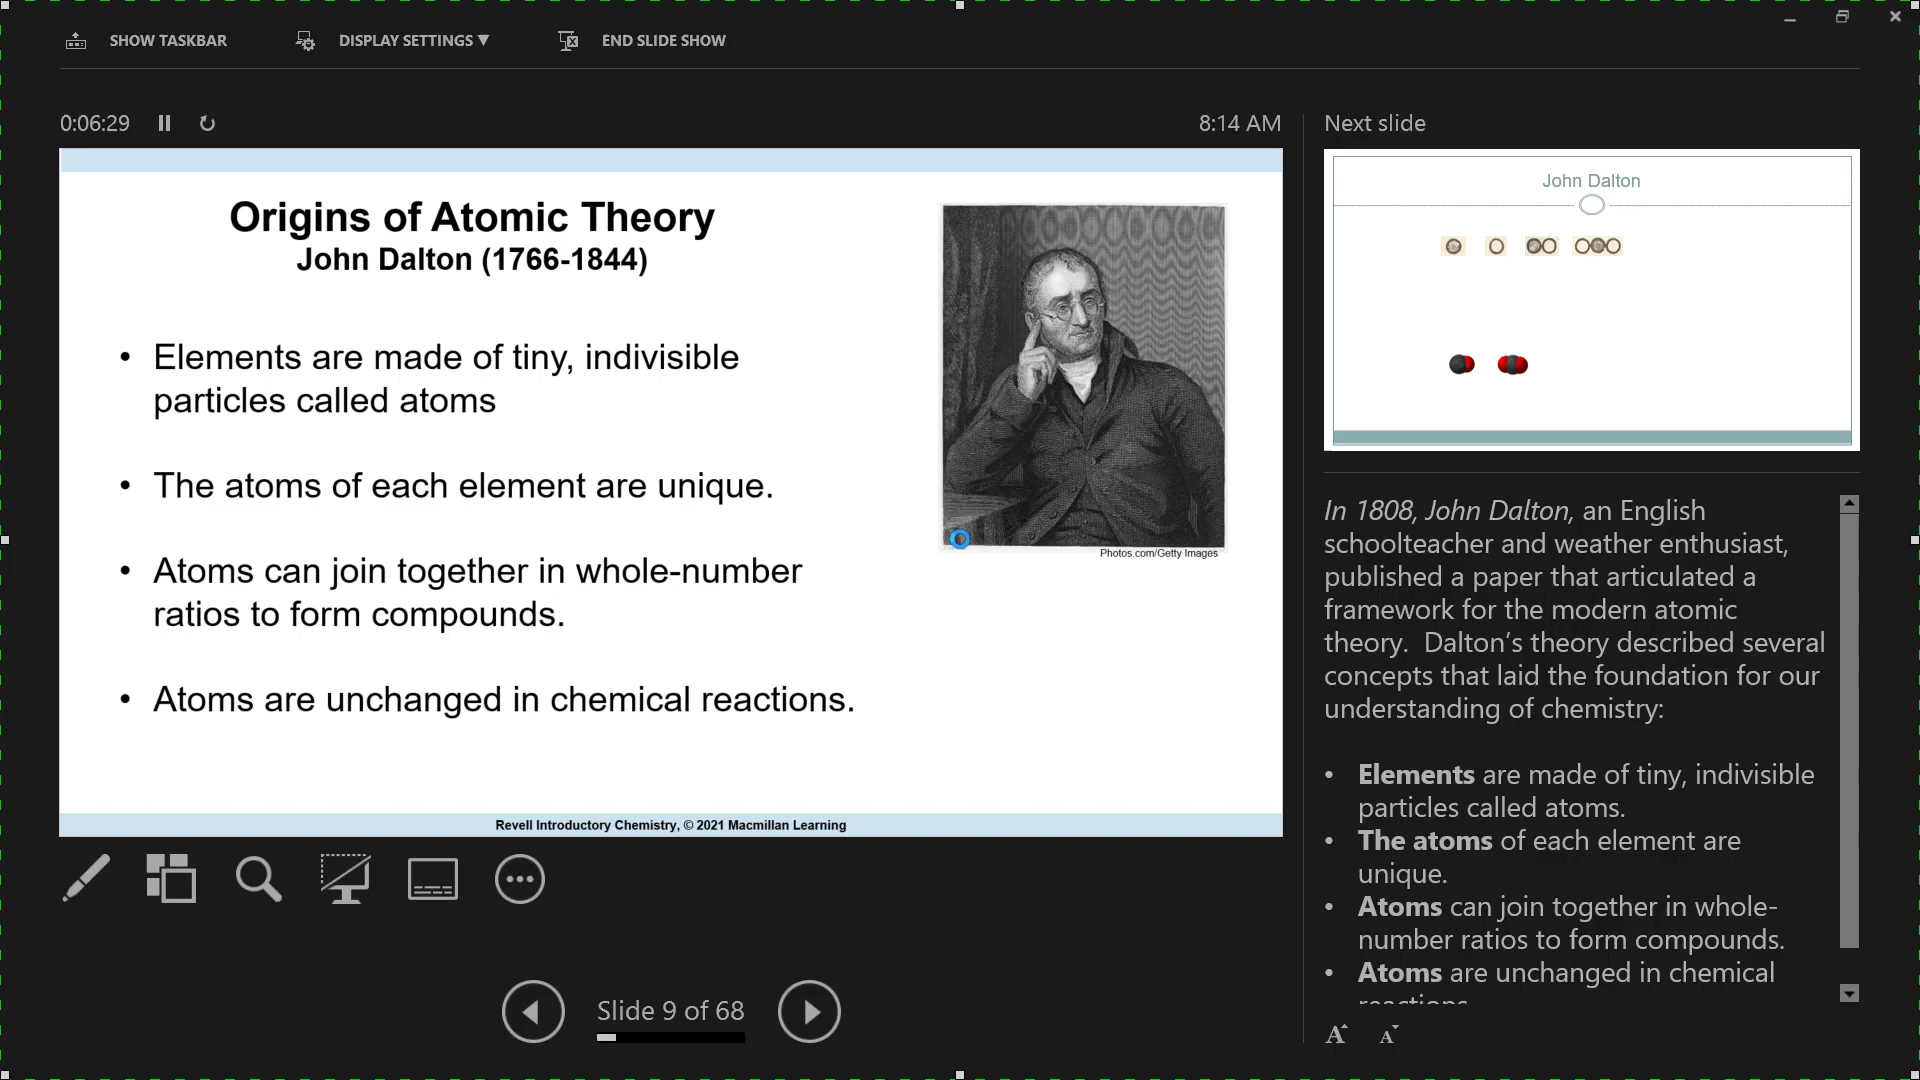 SHOW TASKBAR
DISPLAY SETTINGS ▼
END SLIDE SHOW
0:06:29
8:14 AM
Next slide
Origins of Atomic Theory
John Dalton (1766-1844)
• Elements are made of tiny, indivisible
particles called atoms
• The atoms of each element are unique.
• Atoms can join together in whole-number
ratios to form compounds.
• Atoms are unchanged in chemical reactions.
Photos.com/Getty Images
Revell Introductory Chemistry, © 2021 Macmillan Learning
John Dalton
In 1808, John Dalton, an English
schoolteacher and weather enthusiast,
published a paper that articulated a
framework for the modern atomic
theory.  Dalton’s theory described several
concepts that laid the foundation for our
understanding of chemistry:
• Elements are made of tiny, indivisible
particles called atoms.
• The atoms of each element are
unique.
• Atoms can join together in whole-
number ratios to form compounds.
• Atoms are unchanged in chemical
Slide 9 of 68
A A